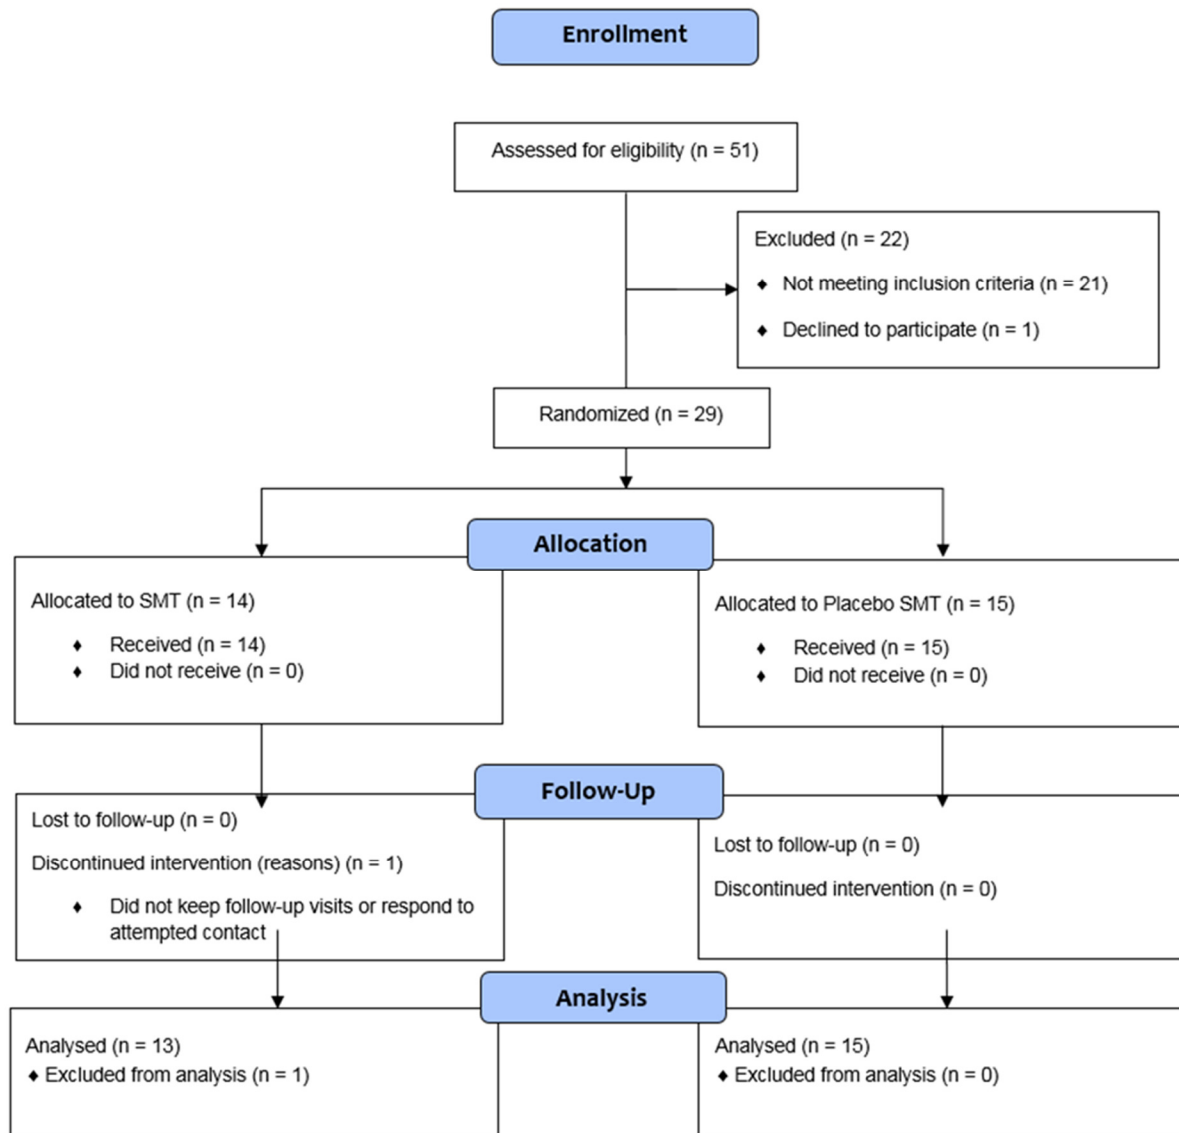 Enrollment
Assessed for eligibility (n = 51)
Excluded (n = 22)
♦ Not meeting inclusion criteria (n = 21)
♦ Declined to participate (n = 1)
Randomized (n = 29)
Allocation
Allocated to SMT (n = 14)
♦ Received (n = 14)
♦ Did not receive (n = 0)
Allocated to Placebo SMT (n = 15)
♦ Received (n = 15)
♦ Did not receive (n = 0)
Follow-Up
Lost to follow-up (n = 0)
Discontinued intervention (reasons) (n = 1)
♦ Did not keep follow-up visits or respond to
attempted contact
Lost to follow-up (n = 0)
Discontinued intervention (n = 0)
Analysis
Analysed (n = 13)
♦ Excluded from analysis (n = 1)
Analysed (n = 15)
♦ Excluded from analysis (n = 0)